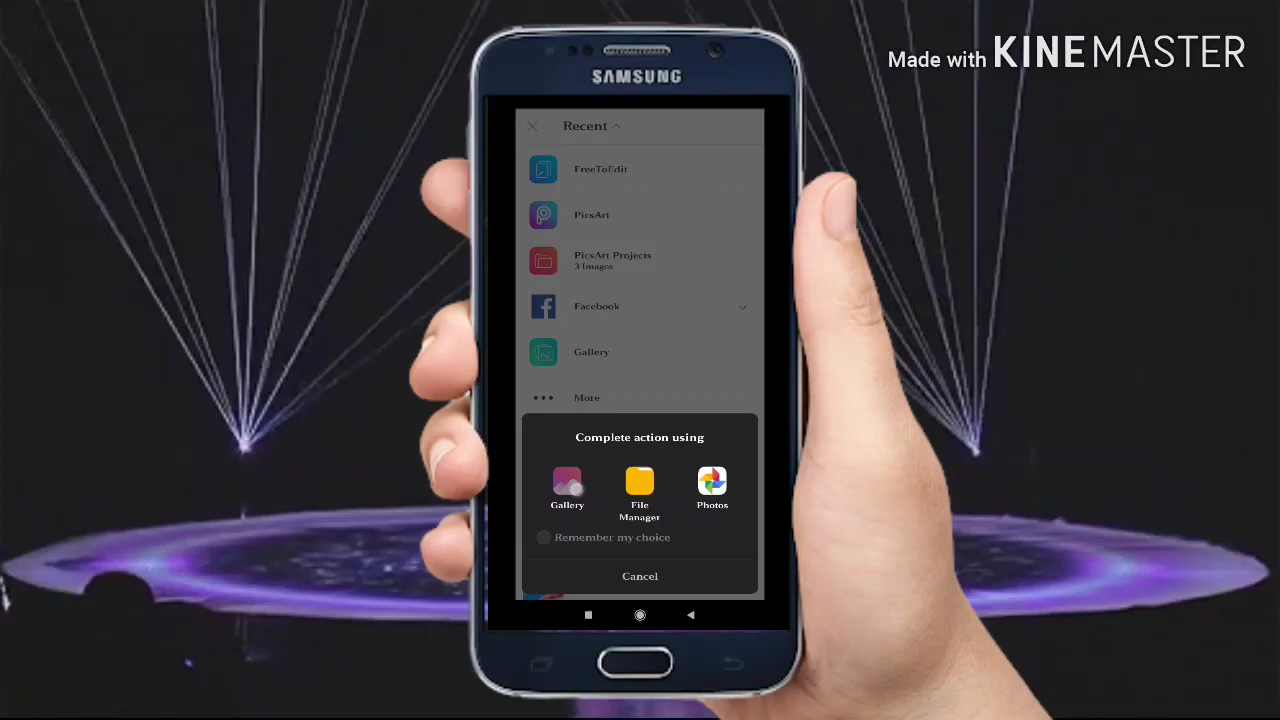 Made with KINEMASTER
SAMSUNG
Recent
FreeToEdit
PicsArt
PicsArt Projects
3 Images
Facebook
Gallery
More
Complete action using
Gallery
File
Manager
Photos
Remember my choice
Cancel